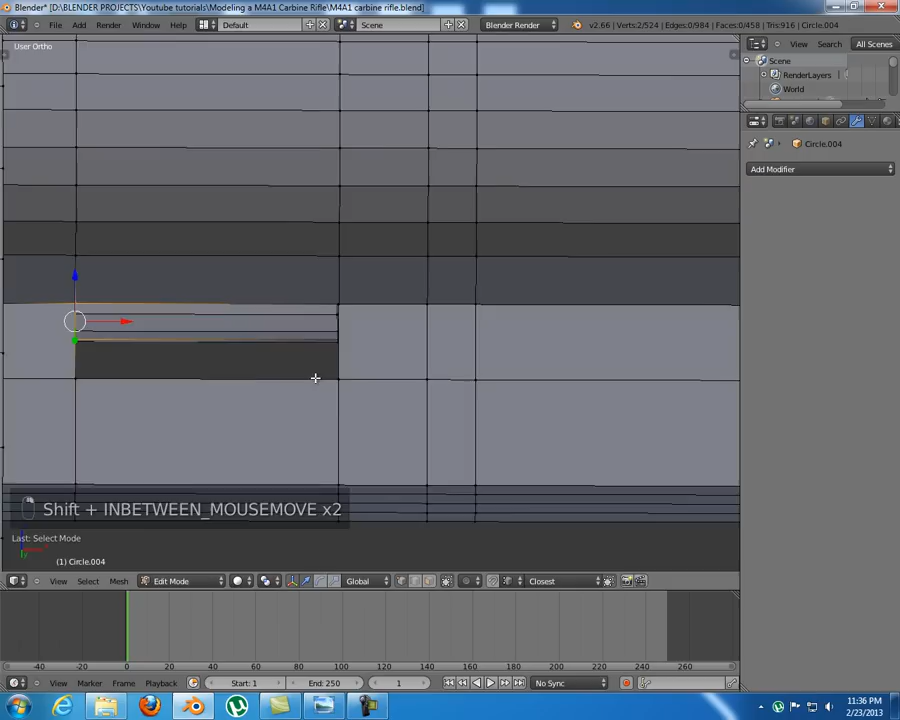 Blender* [D:\BLENDER PROJECTS\Youtube tutorials\Modeling a M4A1 Carbine Rifle\M4A1 carbine rifle.blend]
File Add Render Window Help Default Scene Blender Render v2.66 | Verts:2/524 | Edges:0/984 | Faces:0/458 | Tris:916 | Circle.004
View Search All Scenes
User Ortho
Scene
RenderLayers
World
Circle.004
Add Modifier
Shift + INBETWEEN_MOUSEMOVE x2
Last: Select Mode
(1) Circle.004
View Select Mesh Edit Mode Global Closest
-40 -20 0 20 40 60 80 100 120 140 160 180 200 220 240 260 280
View Marker Frame Playback Start: 1 End: 250 1 No Sync
11:36 PM
2/23/2013